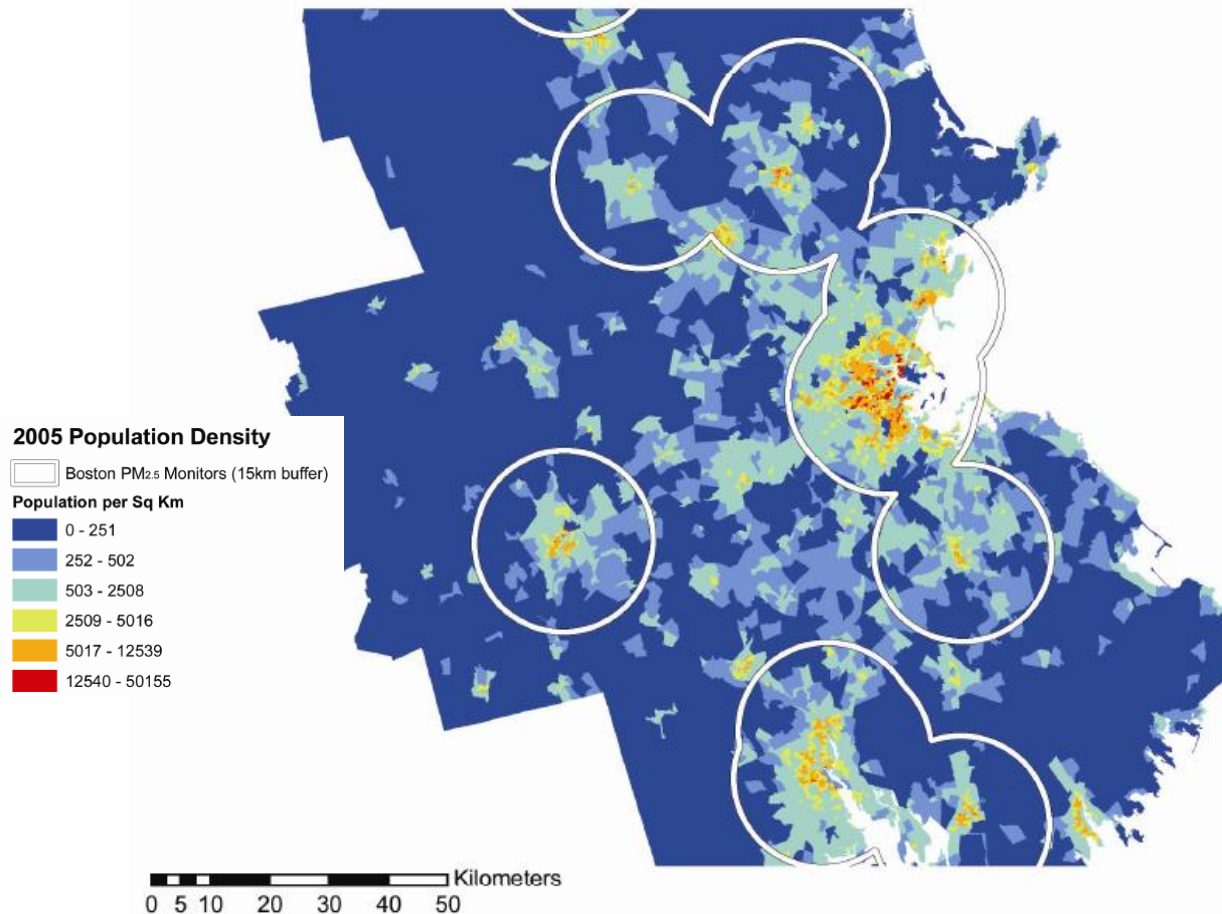 2005 Population Density
Boston PM2.5 Monitors (15km buffer)
Population per Sq Km
0 - 251
252 - 502
503 - 2508
2509 - 5016
5017 - 12539
12540 - 50155
Kilometers
0 5 10 20 30 40 50